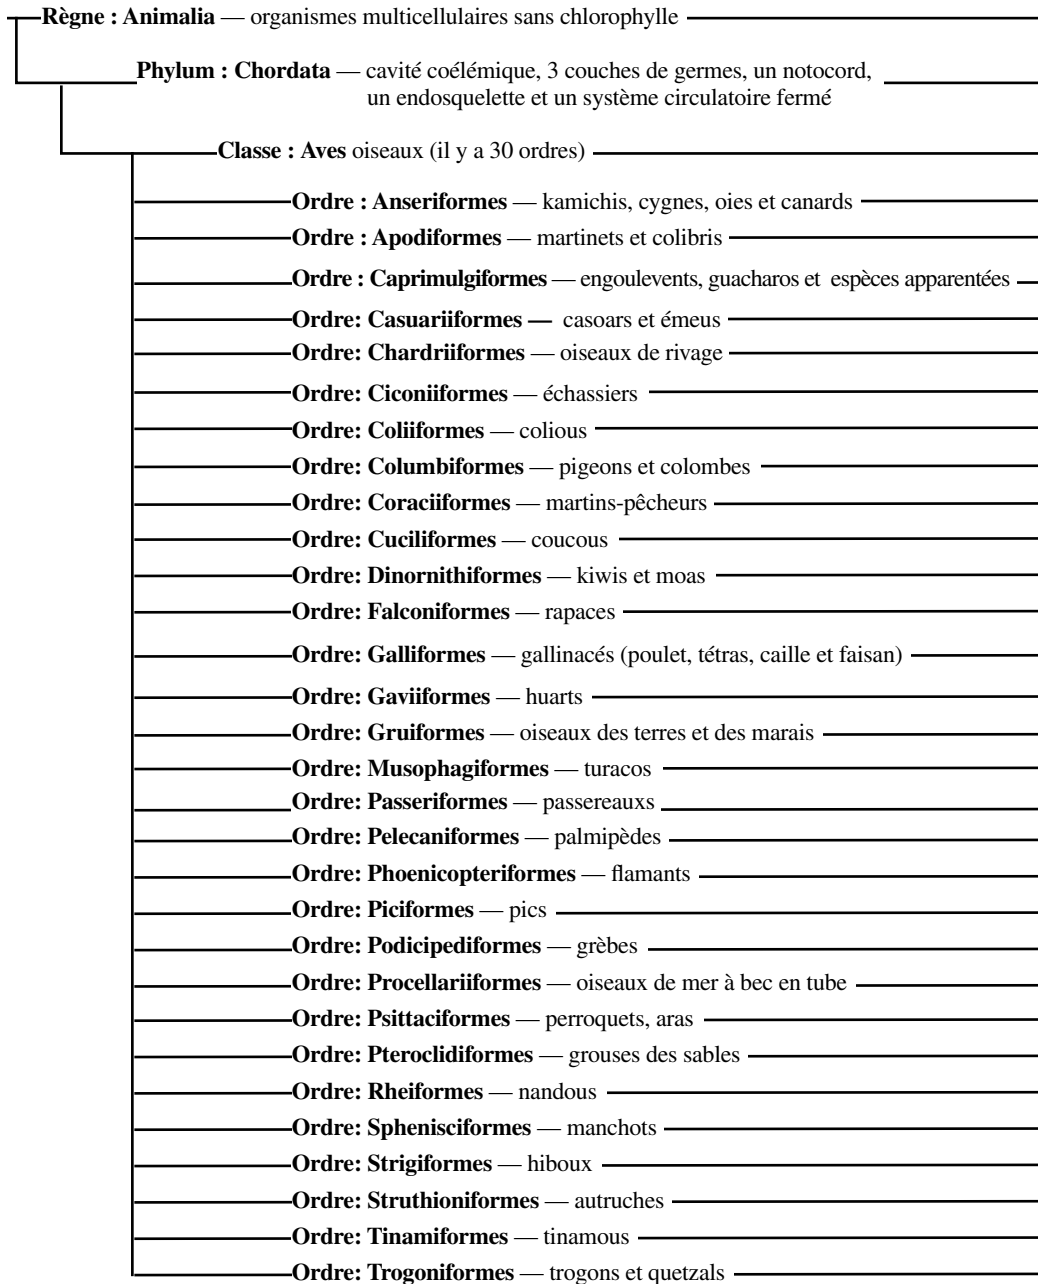 Règne : Animalia — organismes multicellulaires sans chlorophylle
Phylum : Chordata — cavité coélémique, 3 couches de germes, un notocord,
un endosquelette et un système circulatoire fermé
Classe : Aves oiseaux (il y a 30 ordres)
Ordre : Anseriformes — kamichis, cygnes, oies et canards
Ordre : Apodiformes — martinets et colibris
Ordre : Caprimulgiformes — engoulevents, guacharos et espèces apparentées
Ordre: Casuariiformes — casoars et émeus
Ordre: Chardriiformes — oiseaux de rivage
Ordre: Ciconiiformes — échassiers
Ordre: Coliiformes — colious
Ordre: Columbiformes — pigeons et colombes
Ordre: Coraciiformes — martins-pêcheurs
Ordre: Cuciliformes — coucous
Ordre: Dinornithiformes — kiwis et moas
Ordre: Falconiformes — rapaces
Ordre: Galliformes — gallinacés (poulet, tétras, caille et faisan)
Ordre: Gaviiformes — huarts
Ordre: Gruiformes — oiseaux des terres et des marais
Ordre: Musophagiformes — turacos
Ordre: Passeriformes — passereauxs
Ordre: Pelecaniformes — palmipèdes
Ordre: Phoenicopteriformes — flamants
Ordre: Piciformes — pics
Ordre: Podicipediformes — grèbes
Ordre: Procellariiformes — oiseaux de mer à bec en tube
Ordre: Psittaciformes — perroquets, aras
Ordre: Pteroclidiformes — grouses des sables
Ordre: Rheiformes — nandous
Ordre: Sphenisciformes — manchots
Ordre: Strigiformes — hiboux
Ordre: Struthioniformes — autruches
Ordre: Tinamiformes — tinamous
Ordre: Trogoniformes — trogons et quetzals